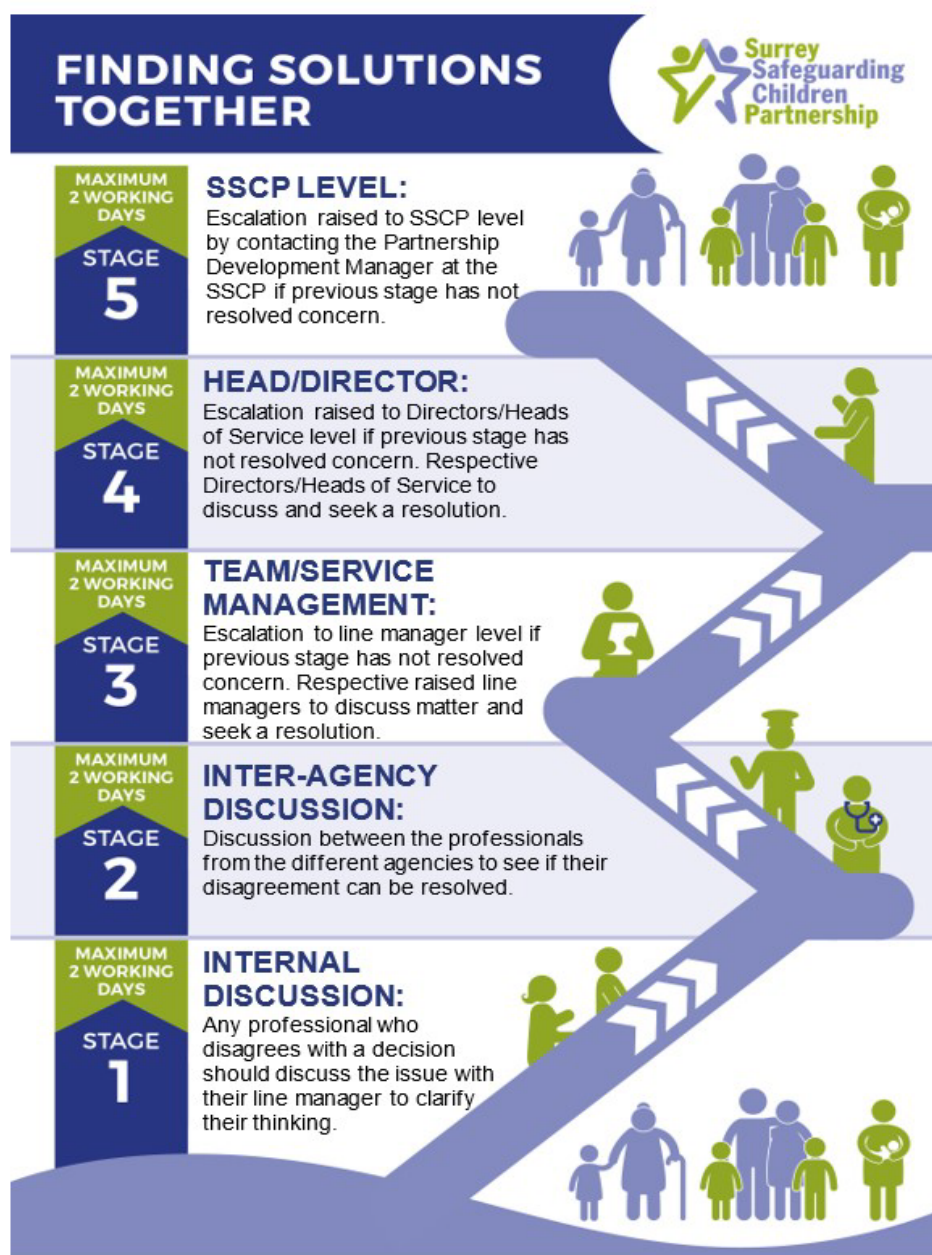 FINDING SOLUTIONS
TOGETHER
Surrey
Safeguarding
Children
Partnership
MAXIMUM
2 WORKING
DAYS
STAGE
5
SSCP LEVEL:
Escalation raised to SSCP level
by contacting the Partnership
Development Manager at the
SSCP if previous stage has not
resolved concern.
MAXIMUM
2 WORKING
DAYS
STAGE
4
HEAD/DIRECTOR:
Escalation raised to Directors/Heads
of Service level if previous stage has
not resolved concern. Respective
Directors/Heads of Service to
discuss and seek a resolution.
MAXIMUM
2 WORKING
DAYS
STAGE
3
TEAM/SERVICE
MANAGEMENT:
Escalation to line manager level if
previous stage has not resolved
concern. Respective raised line
managers to discuss matter and
seek a resolution.
MAXIMUM
2 WORKING
DAYS
STAGE
2
INTER-AGENCY
DISCUSSION:
Discussion between the professionals
from the different agencies to see if their
disagreement can be resolved.
MAXIMUM
2 WORKING
DAYS
STAGE
1
INTERNAL
DISCUSSION:
Any professional who
disagrees with a decision
should discuss the issue with
their line manager to clarify
their thinking.